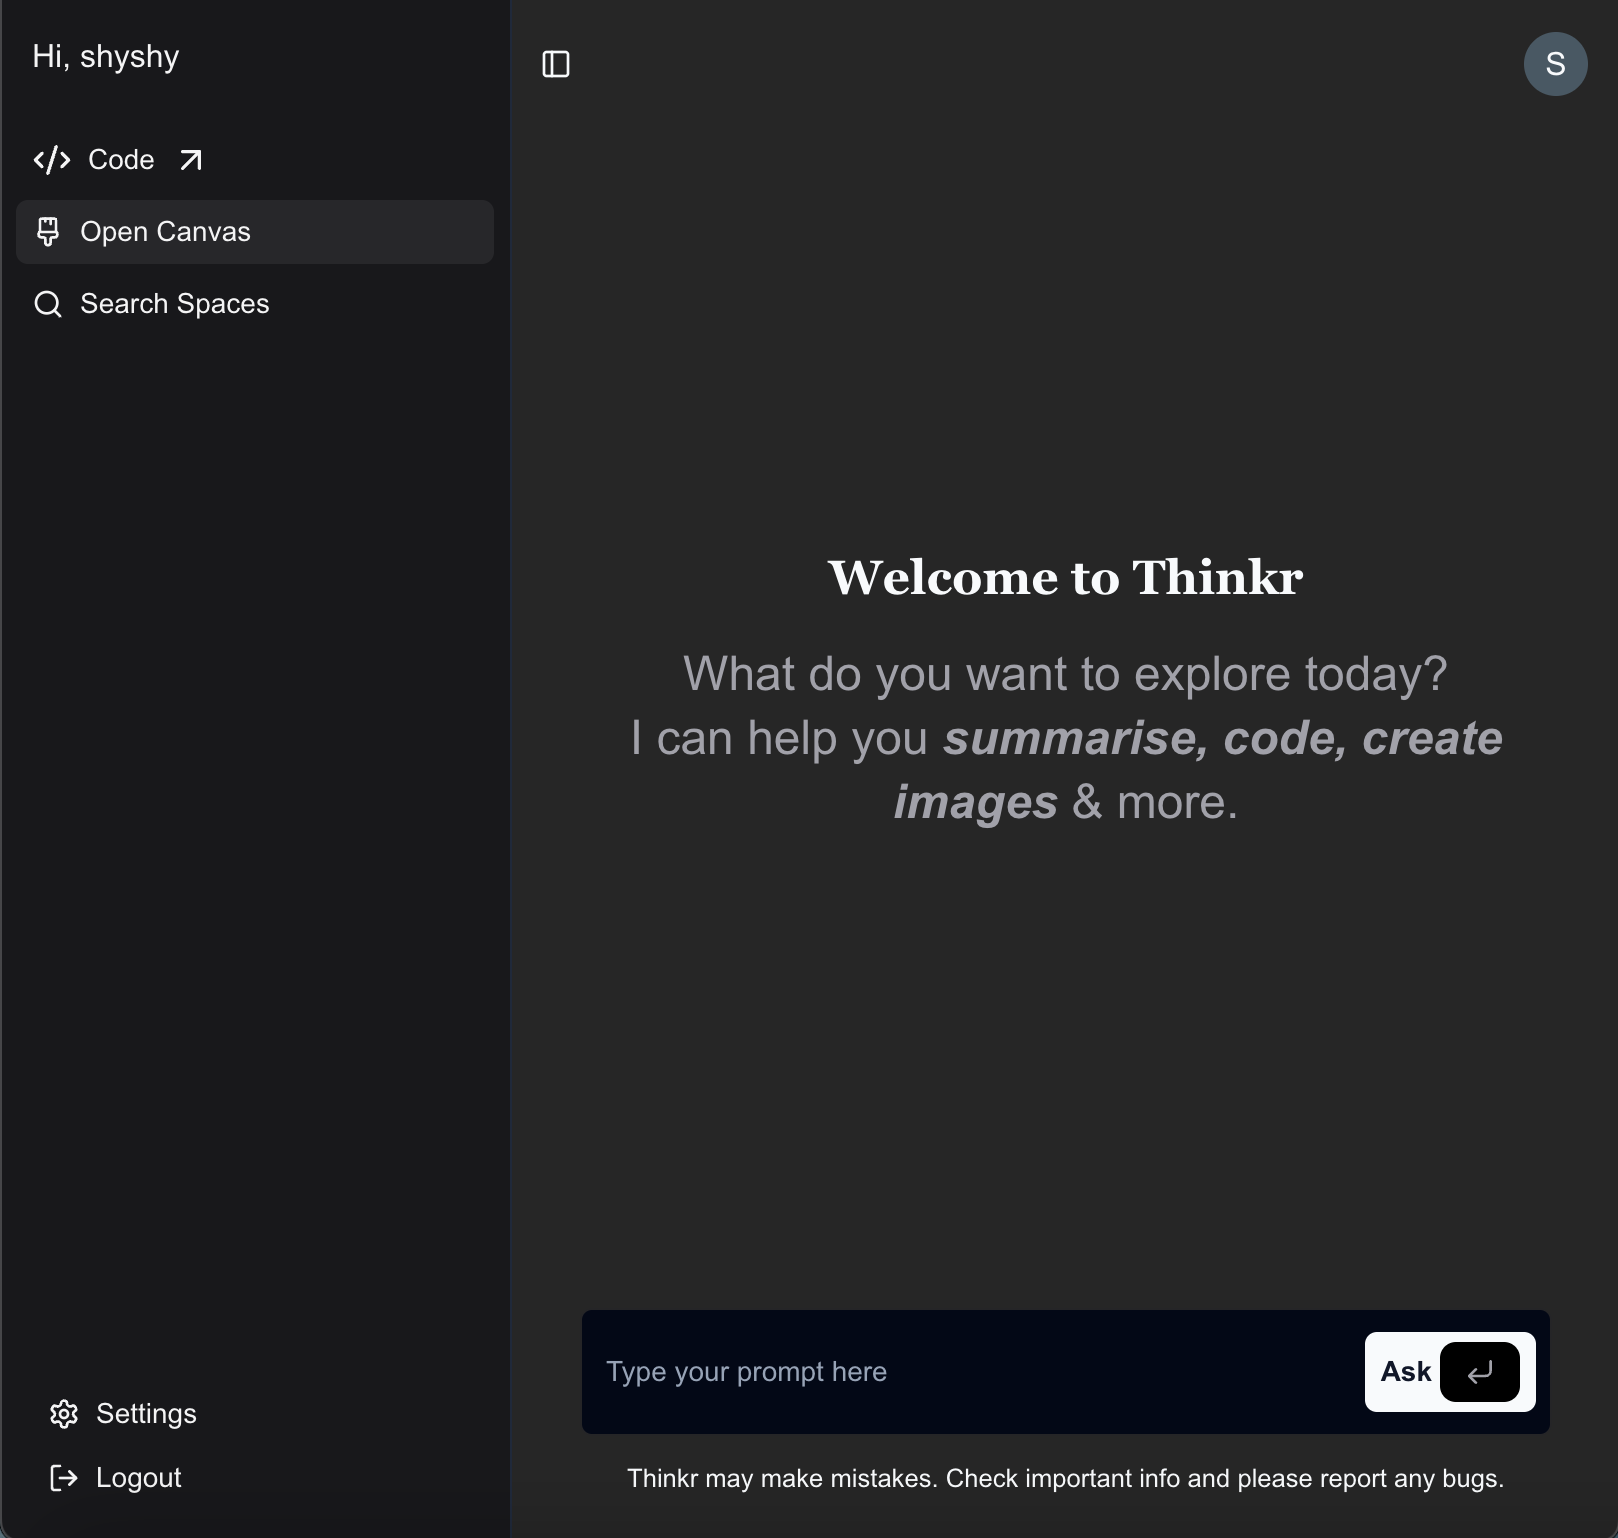 Hi, shyshy
Code
Open Canvas
Search Spaces
Settings
Logout
S
Welcome to Thinkr
What do you want to explore today?
I can help you summarise, code, create
images & more.
Type your prompt here
Ask
Thinkr may make mistakes. Check important info and please report any bugs.